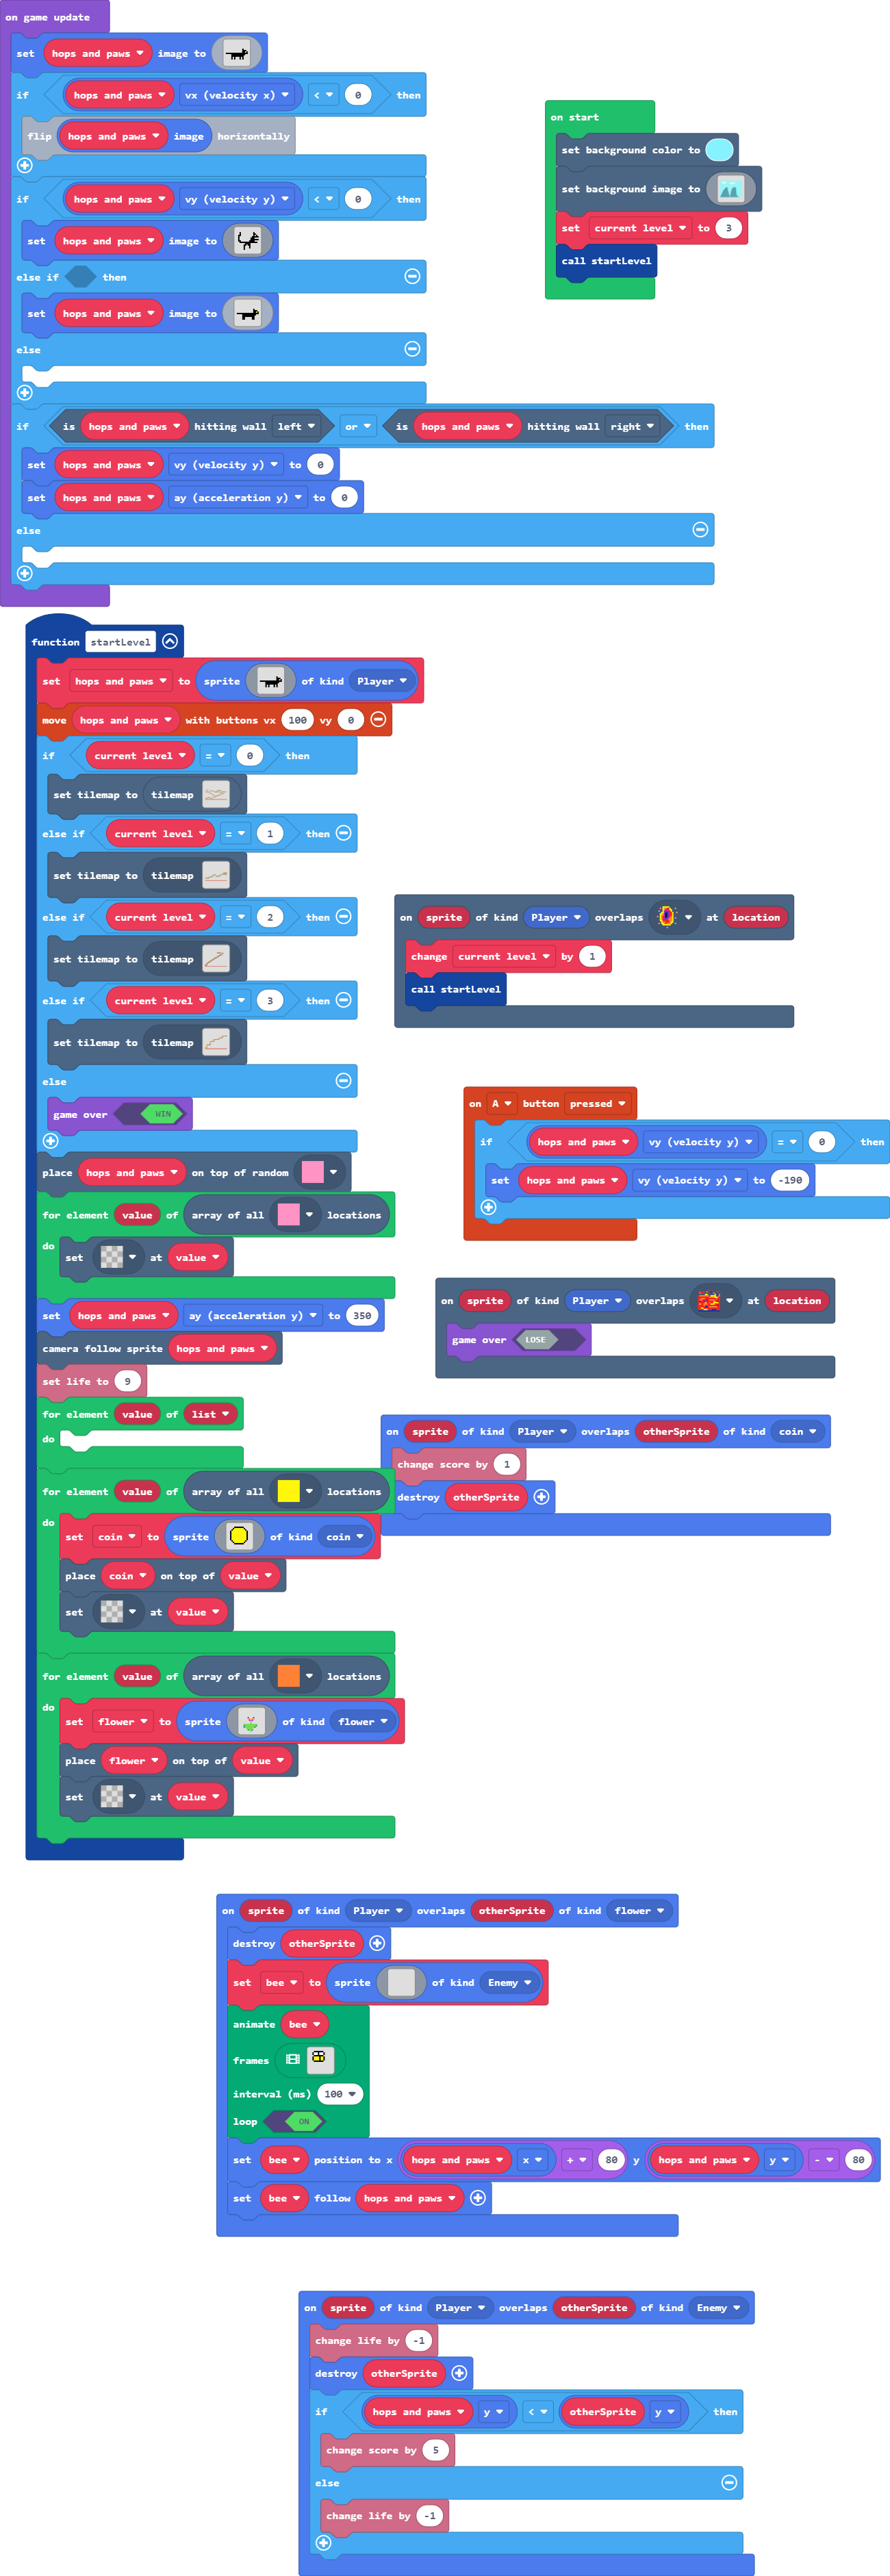 on game update
set hops and paws image to
if hops and paws vx (velocity x) < 0 then
flip hops and paws image horizontally
if hops and paws vy (velocity y) < 0 then
set hops and paws image to
else if then
set hops and paws image to
else
if is hops and paws hitting wall left or is hops and paws hitting wall right then
set hops and paws vy (velocity y) to 0
set hops and paws ay (acceleration y) to 0
else
on start
set background color to
set background image to
set current level to 3
call startLevel
function startLevel
set hops and paws to sprite of kind Player
move hops and paws with buttons vx 100 vy 0
if current level = 0 then
set tilemap to tilemap
else if current level = 1 then
set tilemap to tilemap
else if current level = 2 then
set tilemap to tilemap
else if current level = 3 then
set tilemap to tilemap
else
game over WIN
place hops and paws on top of random
for element value of array of all locations
do set at value
set hops and paws ay (acceleration y) to 350
camera follow sprite hops and paws
set life to 9
for element value of list
do
for element value of array of all locations
do set coin to sprite of kind coin
place coin on top of value
set at value
for element value of array of all locations
do set flower to sprite of kind flower
place flower on top of value
set at value
on sprite of kind Player overlaps at location
change current level by 1
call startLevel
on A button pressed
if hops and paws vy (velocity y) = 0 then
set hops and paws vy (velocity y) to -190
on sprite of kind Player overlaps at location
game over LOSE
on sprite of kind Player overlaps otherSprite of kind coin
change score by 1
destroy otherSprite
on sprite of kind Player overlaps otherSprite of kind flower
destroy otherSprite
set bee to sprite of kind Enemy
animate bee
frames
interval (ms) 100
loop ON
set bee position to x hops and paws x + 80 y hops and paws y - 80
set bee follow hops and paws
on sprite of kind Player overlaps otherSprite of kind Enemy
change life by -1
destroy otherSprite
if hops and paws y < otherSprite y then
change score by 5
else
change life by -1